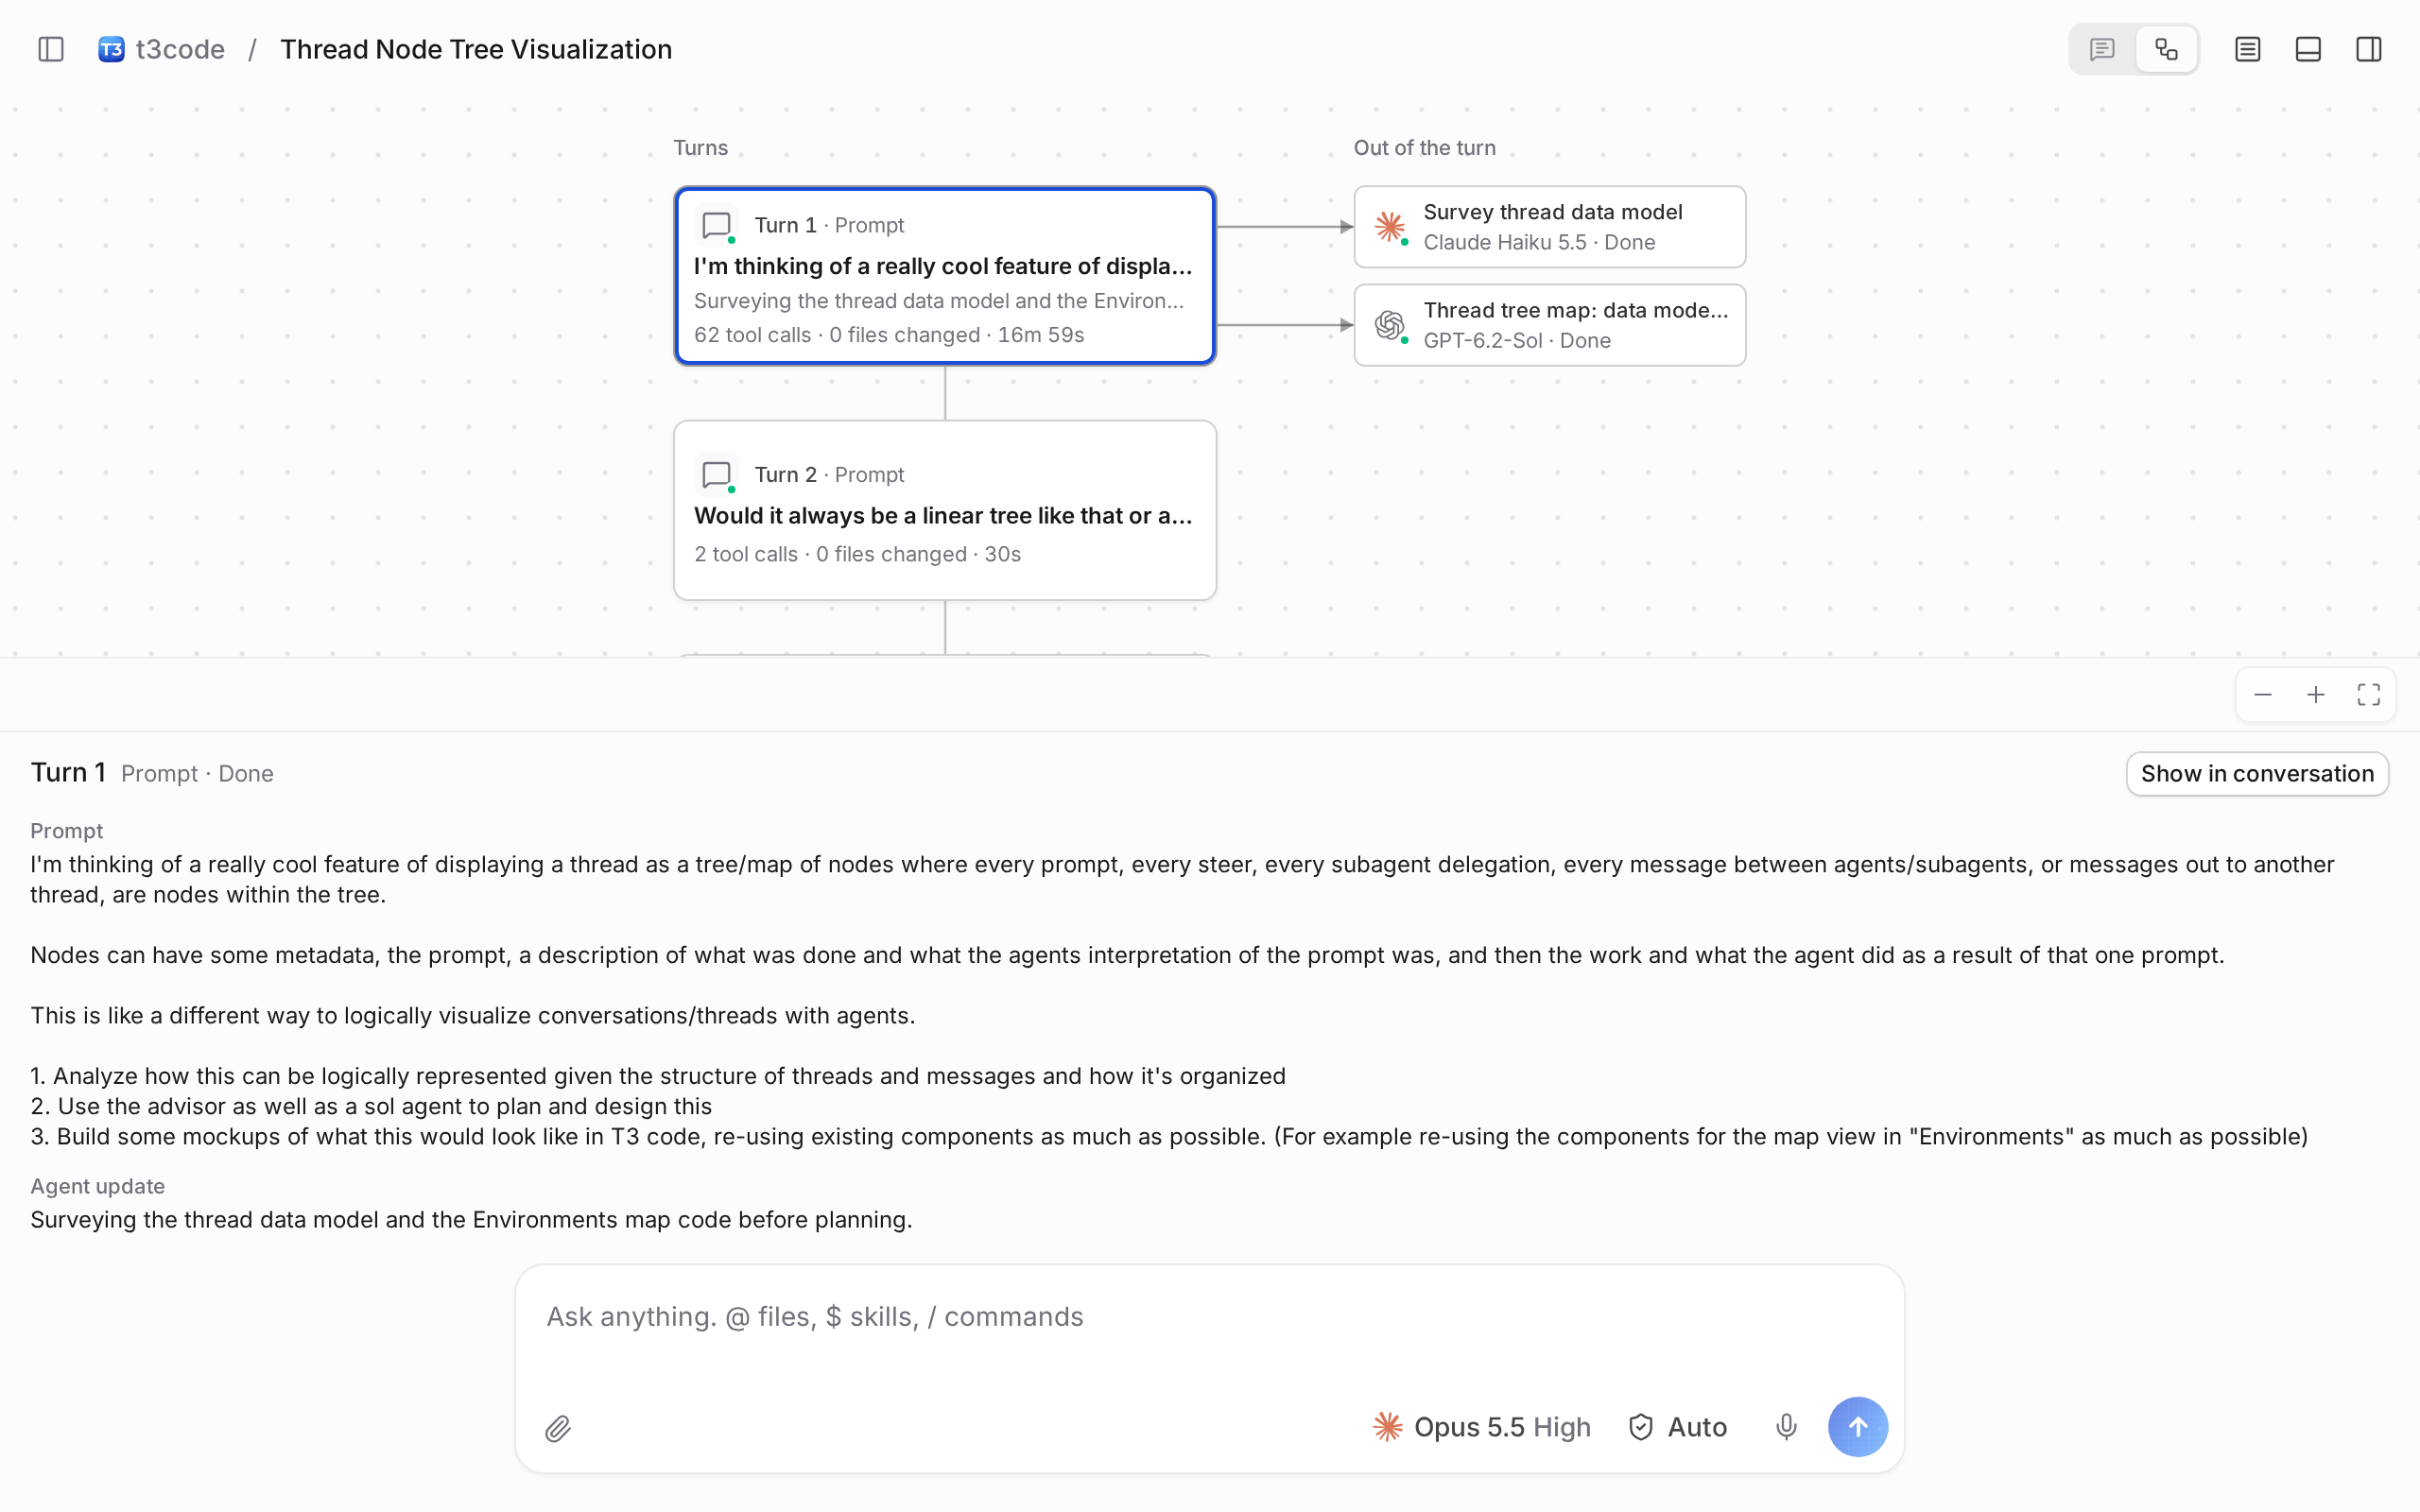 T3 t3code / Thread Node Tree Visualization
Turns
Out of the turn
Turn 1 · Prompt
I'm thinking of a really cool feature of displa...
Surveying the thread data model and the Environ...
62 tool calls · 0 files changed · 16m 59s
Survey thread data model
Claude Haiku 5.5 · Done
Thread tree map: data mode...
GPT-6.2-Sol · Done
Turn 2 · Prompt
Would it always be a linear tree like that or a...
2 tool calls · 0 files changed · 30s
Turn 1 Prompt · Done
Show in conversation
Prompt
I'm thinking of a really cool feature of displaying a thread as a tree/map of nodes where every prompt, every steer, every subagent delegation, every message between agents/subagents, or messages out to another
thread, are nodes within the tree.
Nodes can have some metadata, the prompt, a description of what was done and what the agents interpretation of the prompt was, and then the work and what the agent did as a result of that one prompt.
This is like a different way to logically visualize conversations/threads with agents.
1. Analyze how this can be logically represented given the structure of threads and messages and how it's organized
2. Use the advisor as well as a sol agent to plan and design this
3. Build some mockups of what this would look like in T3 code, re-using existing components as much as possible. (For example re-using the components for the map view in "Environments" as much as possible)
Agent update
Surveying the thread data model and the Environments map code before planning.
Ask anything. @ files, $ skills, / commands
Opus 5.5 High
Auto